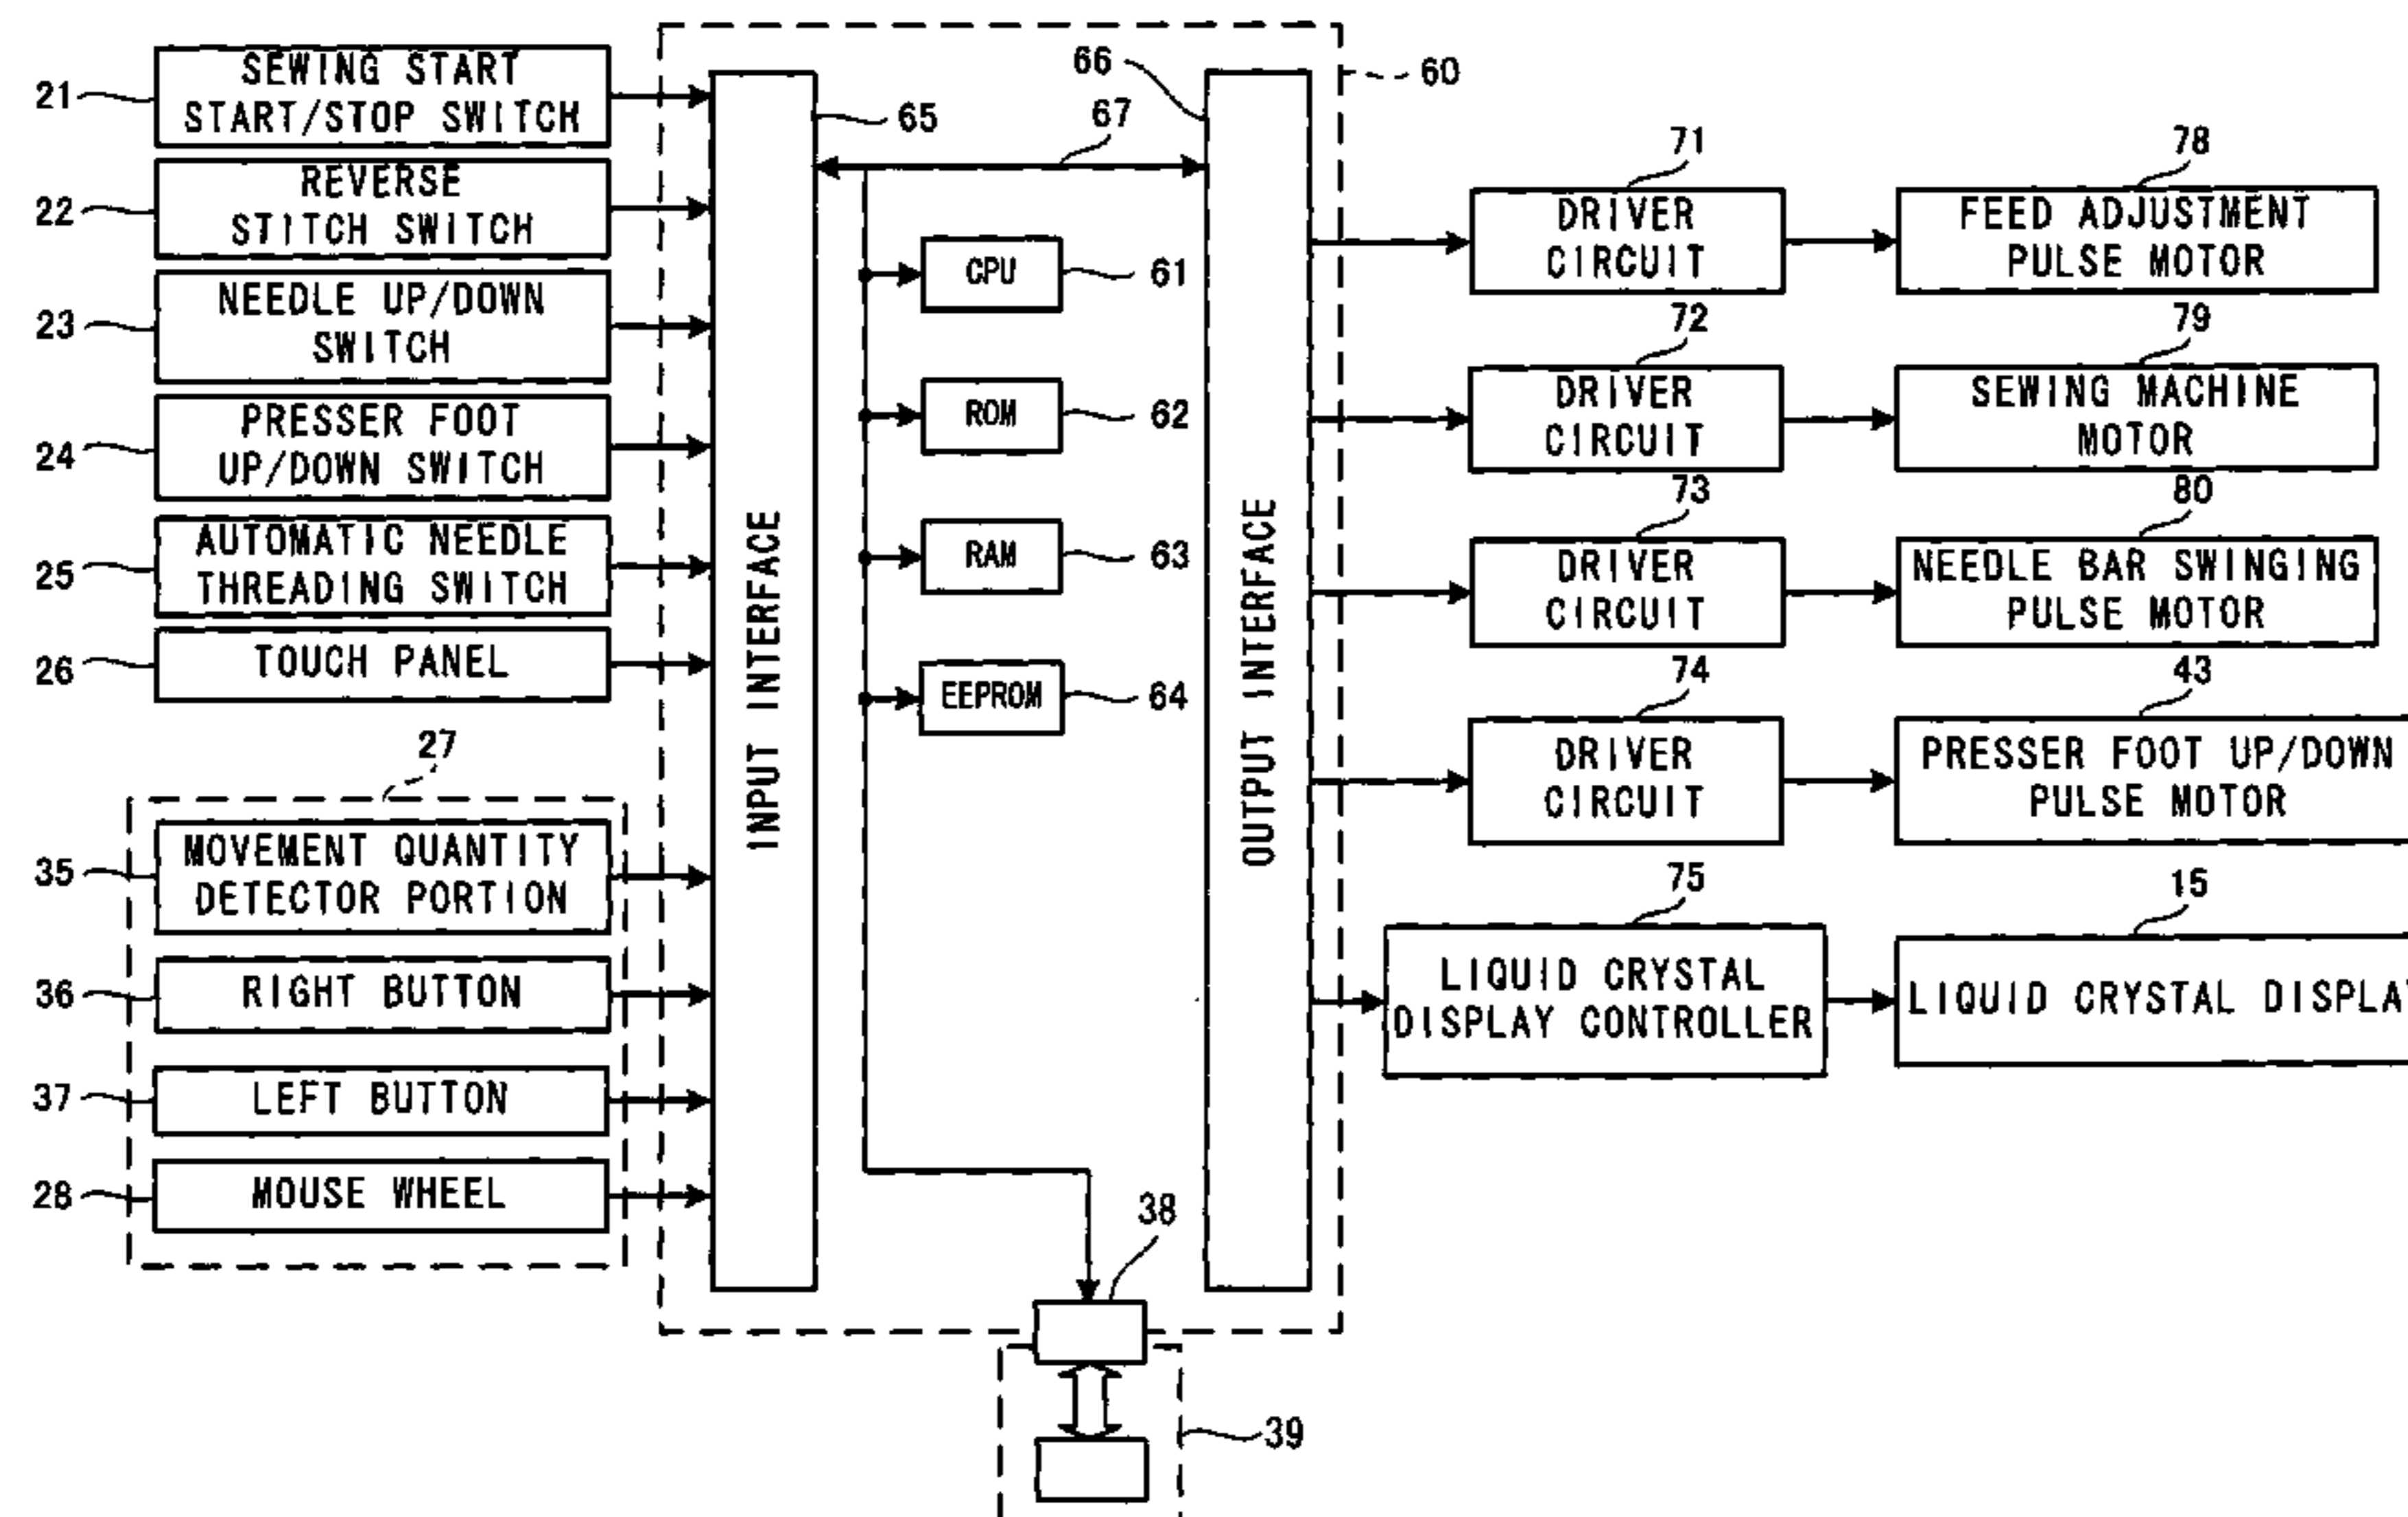 21
SEWING START
START/STOP SWITCH
22
REVERSE
STITCH SWITCH
23
NEEDLE UP/DOWN
SWITCH
24
PRESSER FOOT
UP/DOWN SWITCH
25
AUTOMATIC NEEDLE
THREADING SWITCH
26
TOUCH PANEL
27
35
MOVEMENT QUANTITY
DETECTOR PORTION
36
RIGHT BUTTON
37
LEFT BUTTON
28
MOUSE WHEEL
65
INPUT INTERFACE
67
CPU
61
ROM
62
RAM
63
EEPROM
64
38
39
66
60
OUTPUT INTERFACE
71
DRIVER
CIRCUIT
78
FEED ADJUSTMENT
PULSE MOTOR
72
DRIVER
CIRCUIT
79
SEWING MACHINE
MOTOR
73
DRIVER
CIRCUIT
80
NEEDLE BAR SWINGING
PULSE MOTOR
74
DRIVER
CIRCUIT
43
PRESSER FOOT UP/DOWN
PULSE MOTOR
75
LIQUID CRYSTAL
DISPLAY CONTROLLER
15
LIQUID CRYSTAL DISPLAY